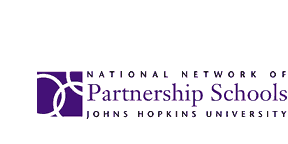 NATIONAL NETWORK OF
Partnership Schools
JOHNS HOPKINS UNIVERSITY